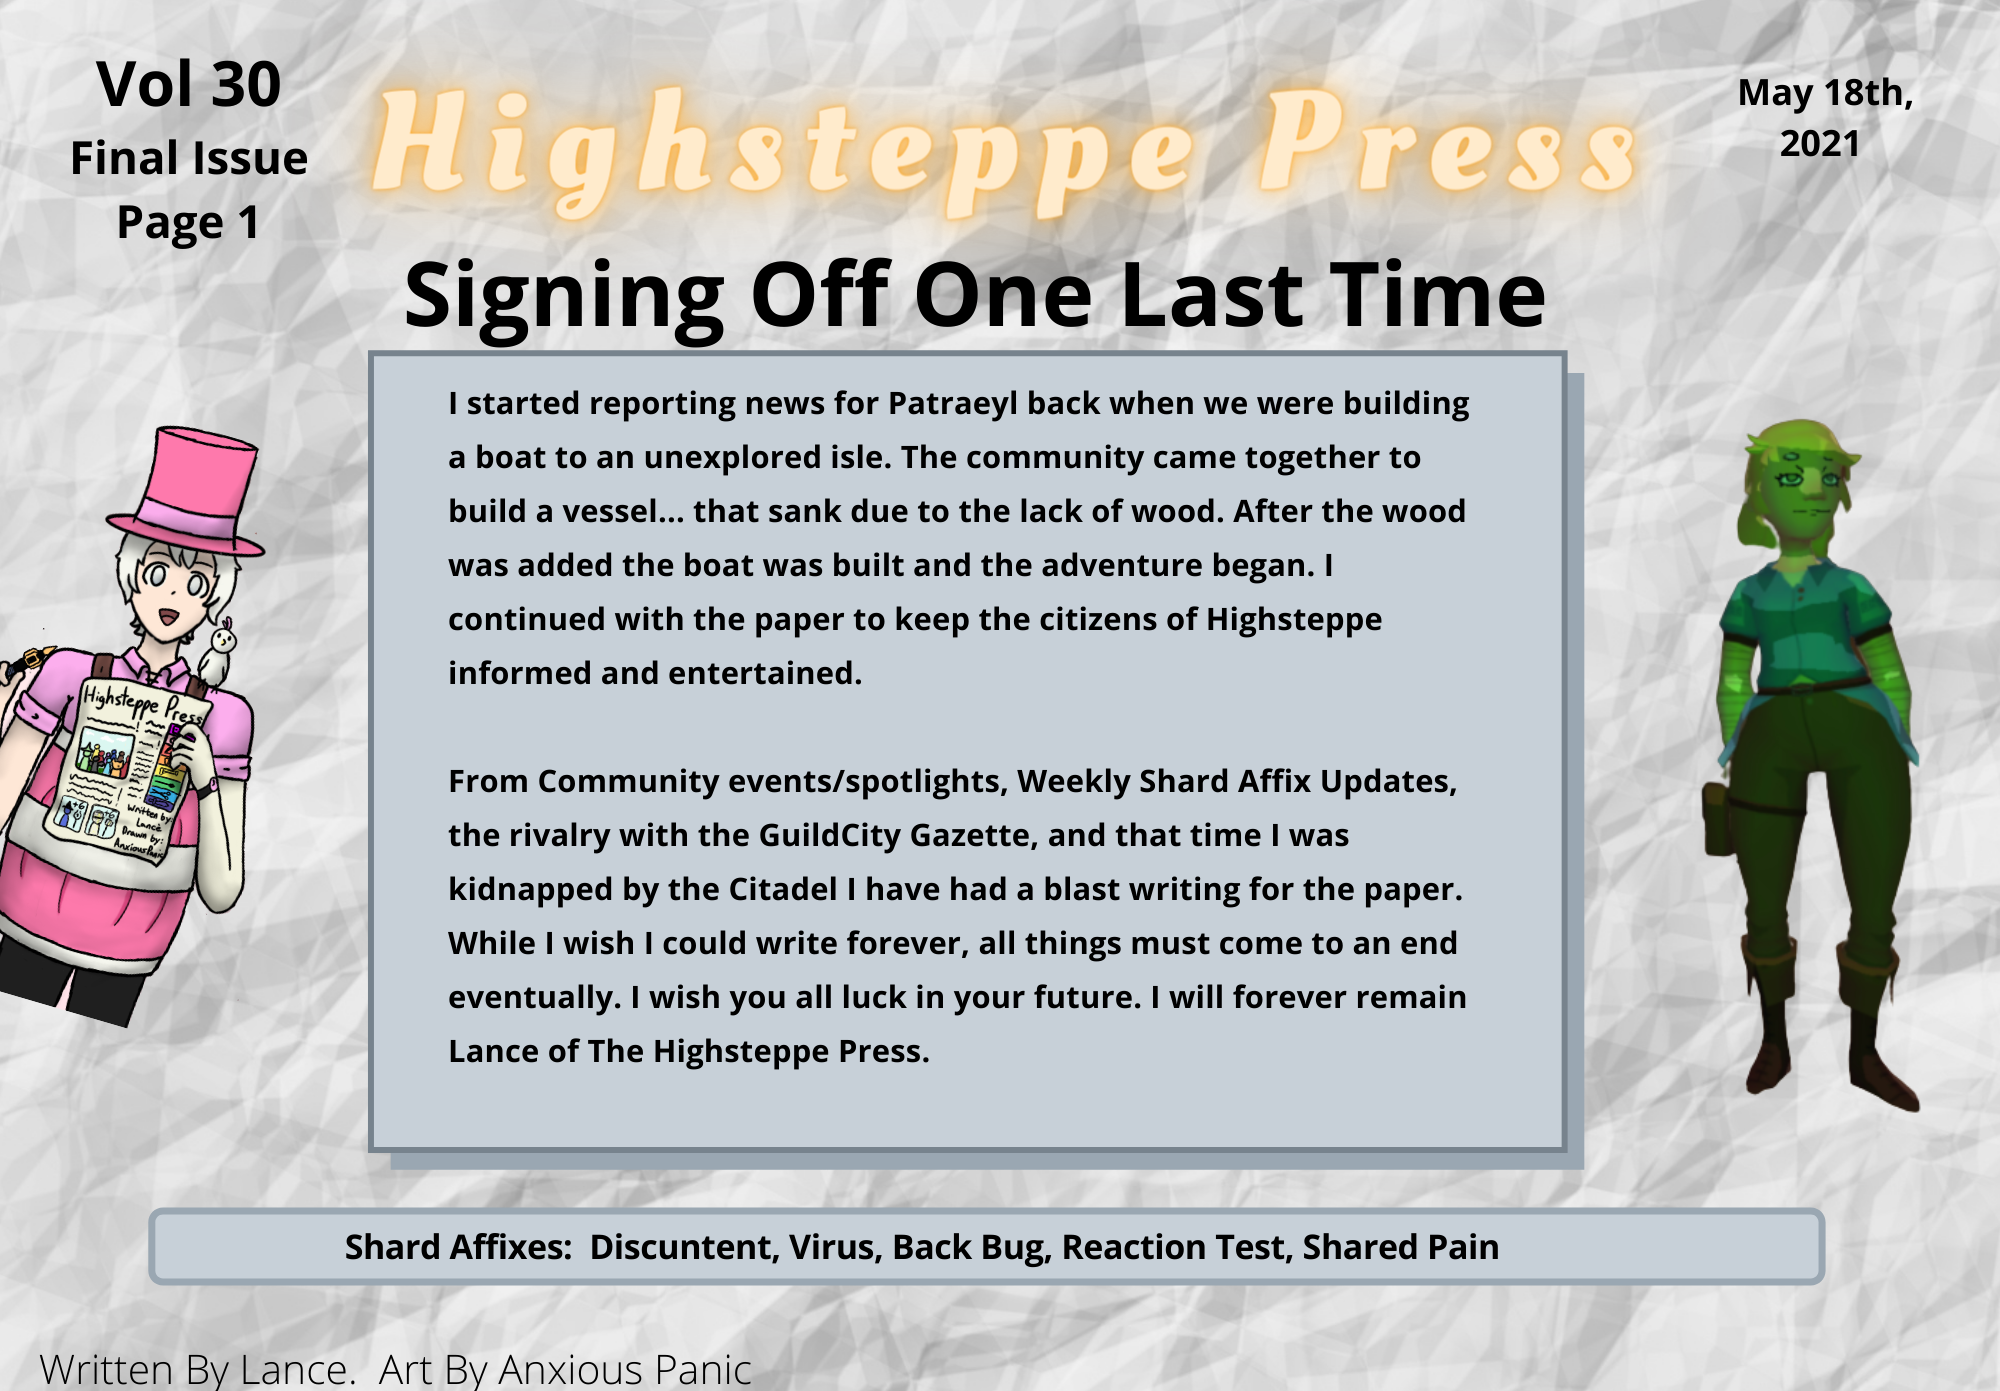 Vol 30
Final Issue
Page 1
Highsteppe Press
May 18th,
2021
Signing Off One Last Time
I started reporting news for Patraeyl back when we were building
a boat to an unexplored isle. The community came together to
build a vessel... that sank due to the lack of wood. After the wood
was added the boat was built and the adventure began. I
continued with the paper to keep the citizens of Highsteppe
informed and entertained.
From Community events/spotlights, Weekly Shard Affix Updates,
the rivalry with the GuildCity Gazette, and that time I was
kidnapped by the Citadel I have had a blast writing for the paper.
While I wish I could write forever, all things must come to an end
eventually. I wish you all luck in your future. I will forever remain
Lance of The Highsteppe Press.
Highsteppe Press
+6
+6
Written by:
Lance
Drawn by:
AnxiousPanic
Shard Affixes:  Discuntent, Virus, Back Bug, Reaction Test, Shared Pain
Written By Lance.  Art By Anxious Panic